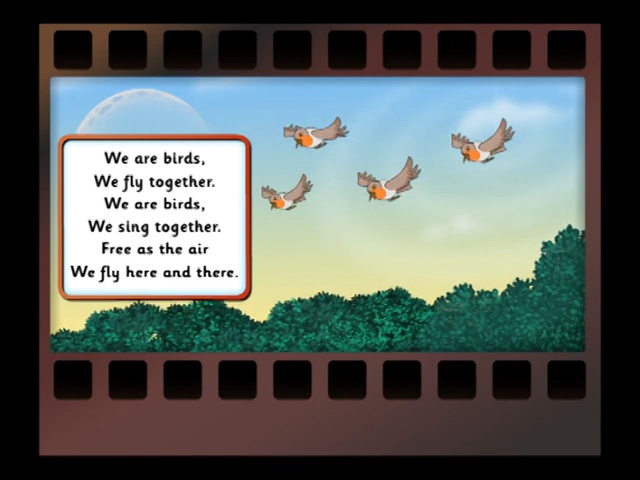 We are birds,
We fly together.
We are birds,
We sing together.
Free as the air
We fly here and there.